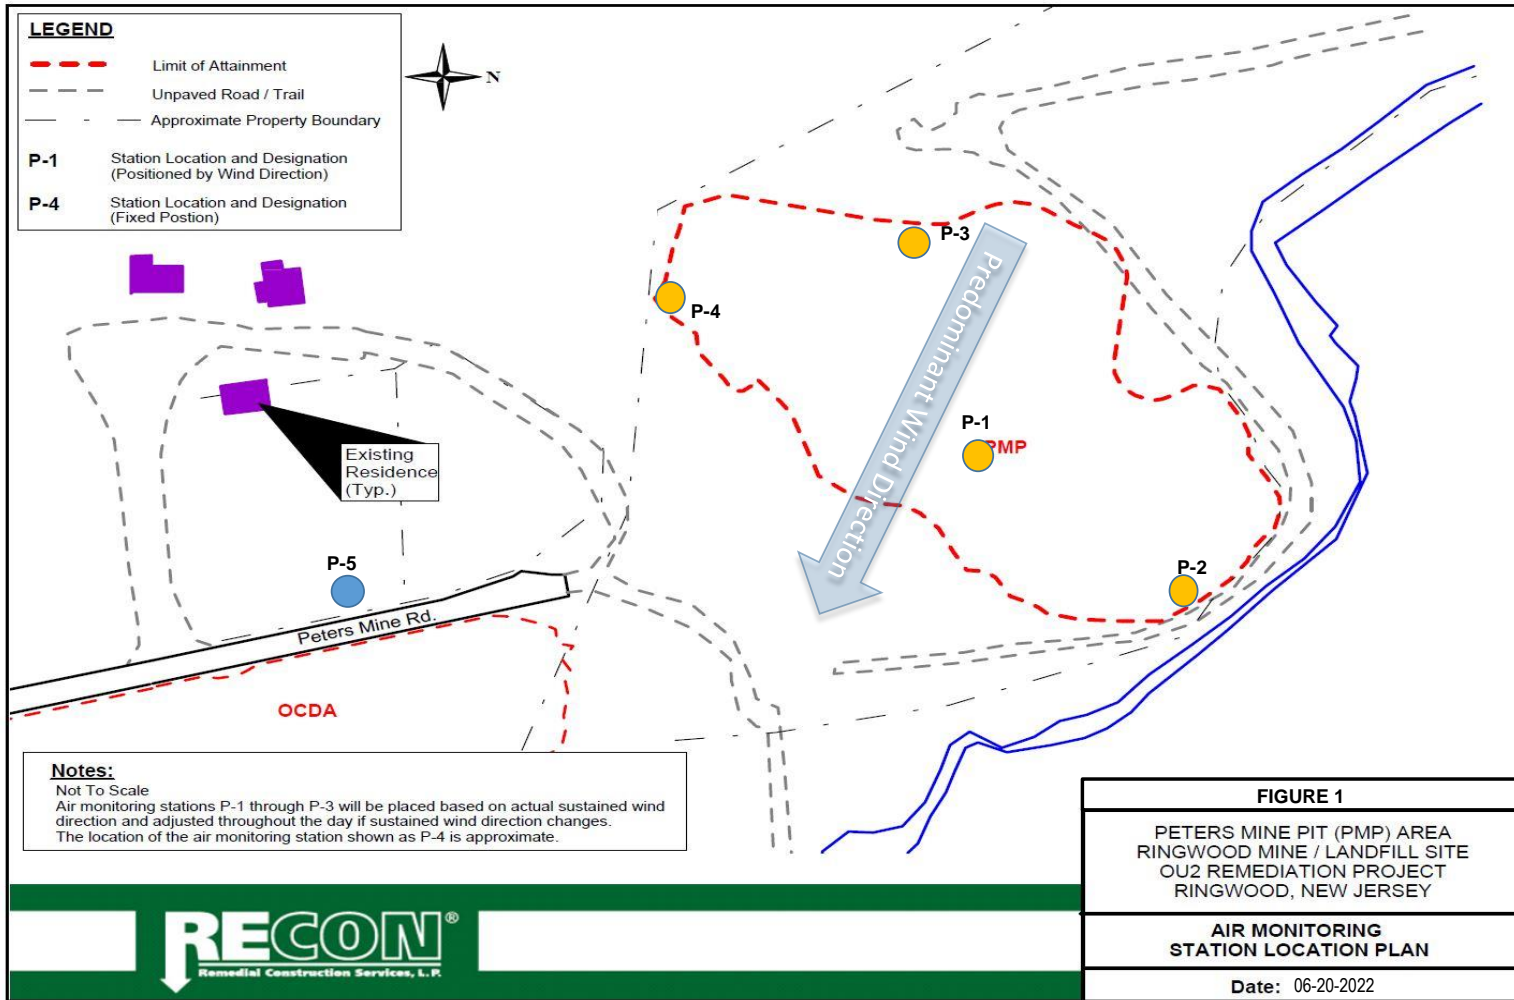 LEGEND
Limit of Attainment
Unpaved Road / Trail
Approximate Property Boundary
P-1 Station Location and Designation
(Positioned by Wind Direction)
P-4 Station Location and Designation
(Fixed Postion)
N
P-3
P-4
Predominant Wind Direction
P-1
PMP
Existing
Residence
(Typ.)
P-5
P-2
Peters Mine Rd.
OCDA
Notes:
Not To Scale
Air monitoring stations P-1 through P-3 will be placed based on actual sustained wind
direction and adjusted throughout the day if sustained wind direction changes.
The location of the air monitoring station shown as P-4 is approximate.
FIGURE 1
PETERS MINE PIT (PMP) AREA
RINGWOOD MINE / LANDFILL SITE
OU2 REMEDIATION PROJECT
RINGWOOD, NEW JERSEY
AIR MONITORING
STATION LOCATION PLAN
Date: 06-20-2022
RECON®
Remedial Construction Services, L.P.